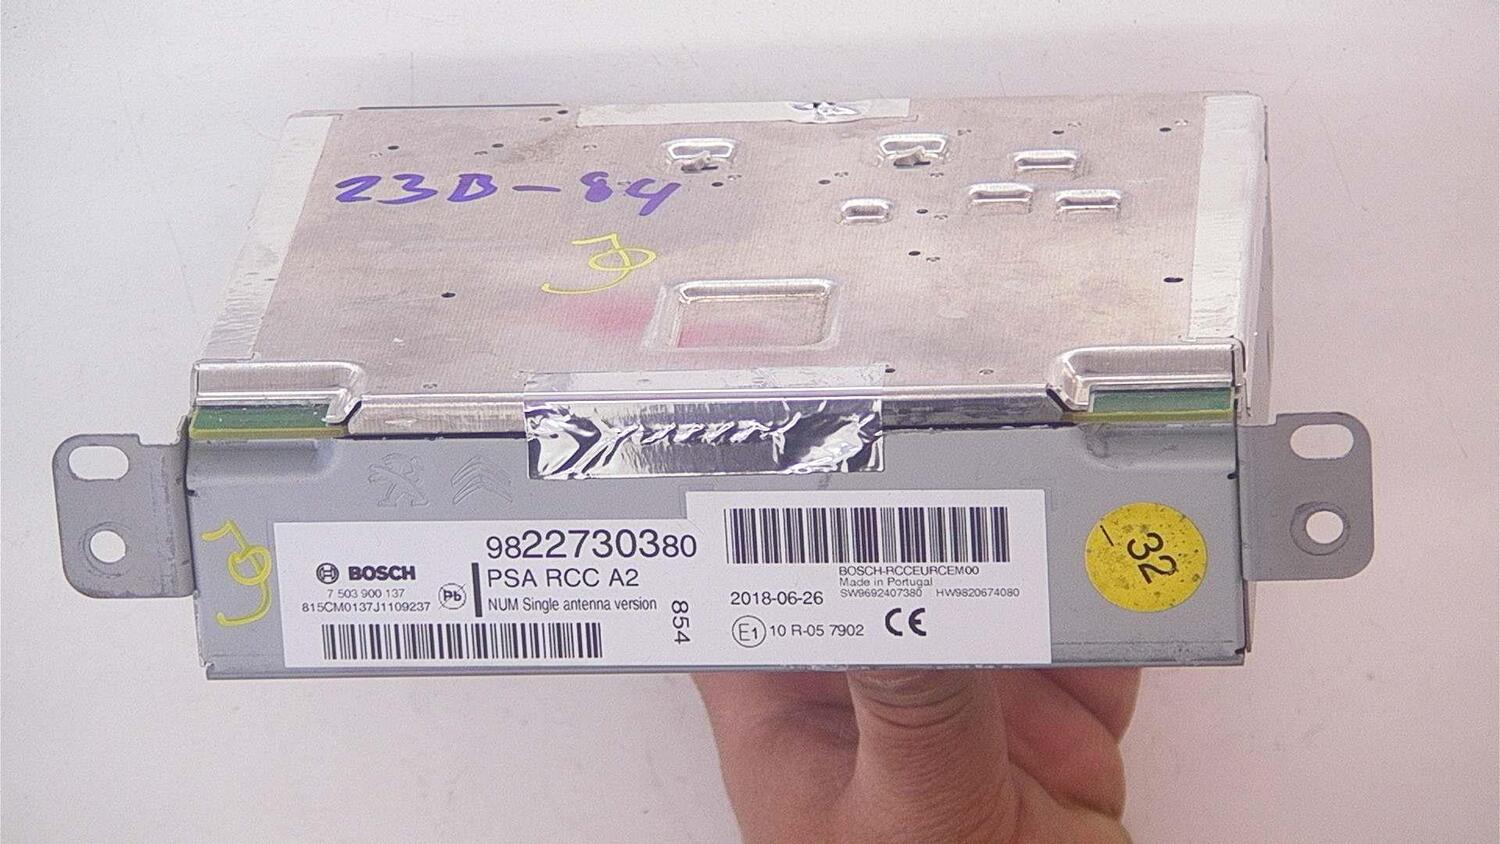 23B-84
9822730380
BOSCH
PSA RCC A2
7 503 900 137
815CM0137J1109237
Pb
NUM Single antenna version
854
BOSCH-RCCEURCEM00
Made in Portugal
SW9692407380 HW9820674080
2018-06-26
E1 10 R-05 7902 CE
32